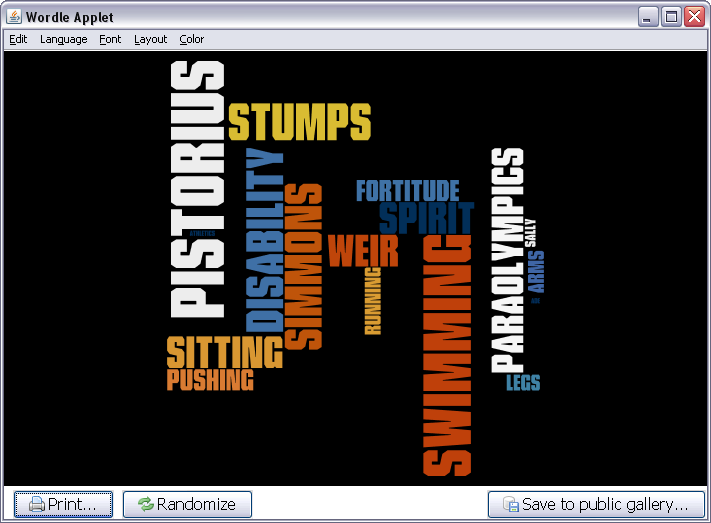 Wordle Applet
Edit Language Font Layout Color
PISTORIUS
STUMPS
DISABILITY
SIMMONS
FORTITUDE
SPIRIT
WEIR
RUNNING
SWIMMING
PARAOLYMPICS
SALLY
ARMS
LEGS
SITTING
PUSHING
Print...
Randomize
Save to public gallery...